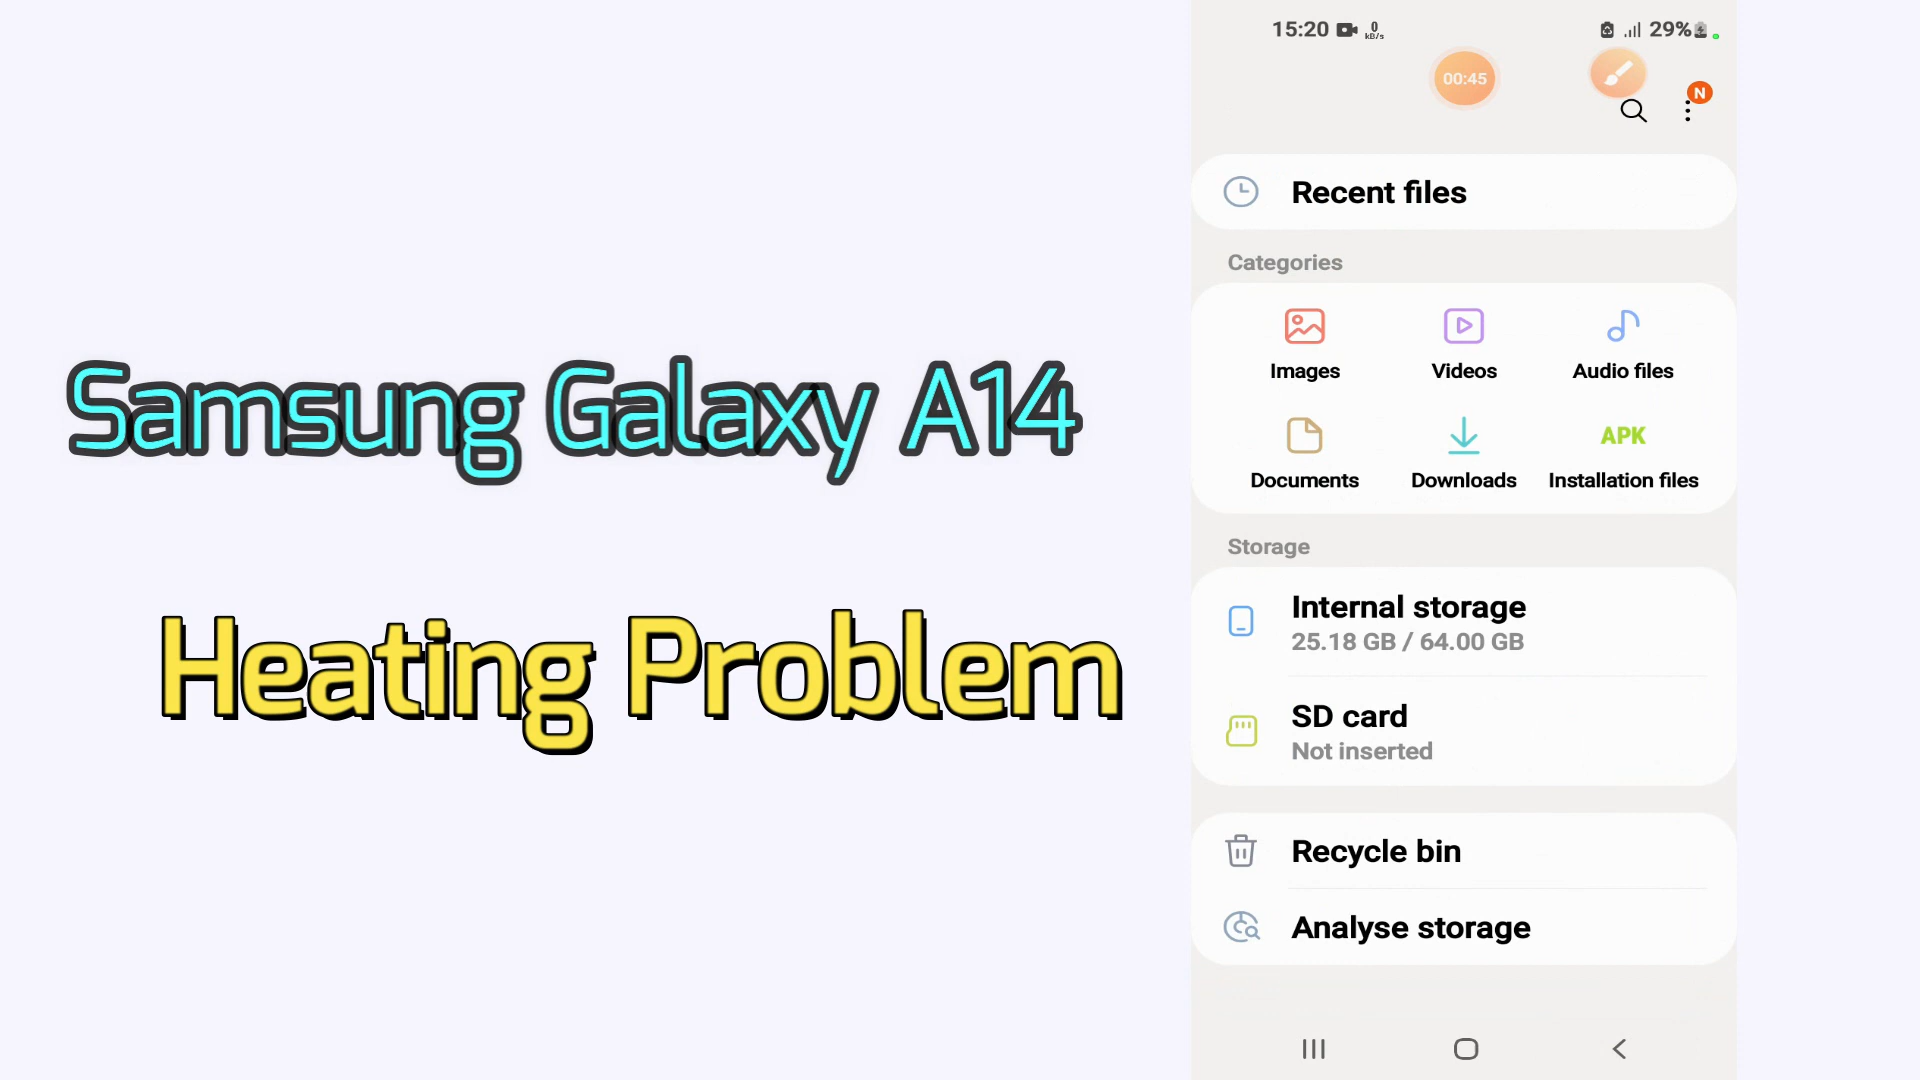 Samsung Galaxy A14
Heating Problem
15:20 0 kB/s 29%
00:45
N
Recent files
Categories
Images Videos Audio files
APK
Documents Downloads Installation files
Storage
Internal storage
25.18 GB / 64.00 GB
SD card
Not inserted
Recycle bin
Analyse storage